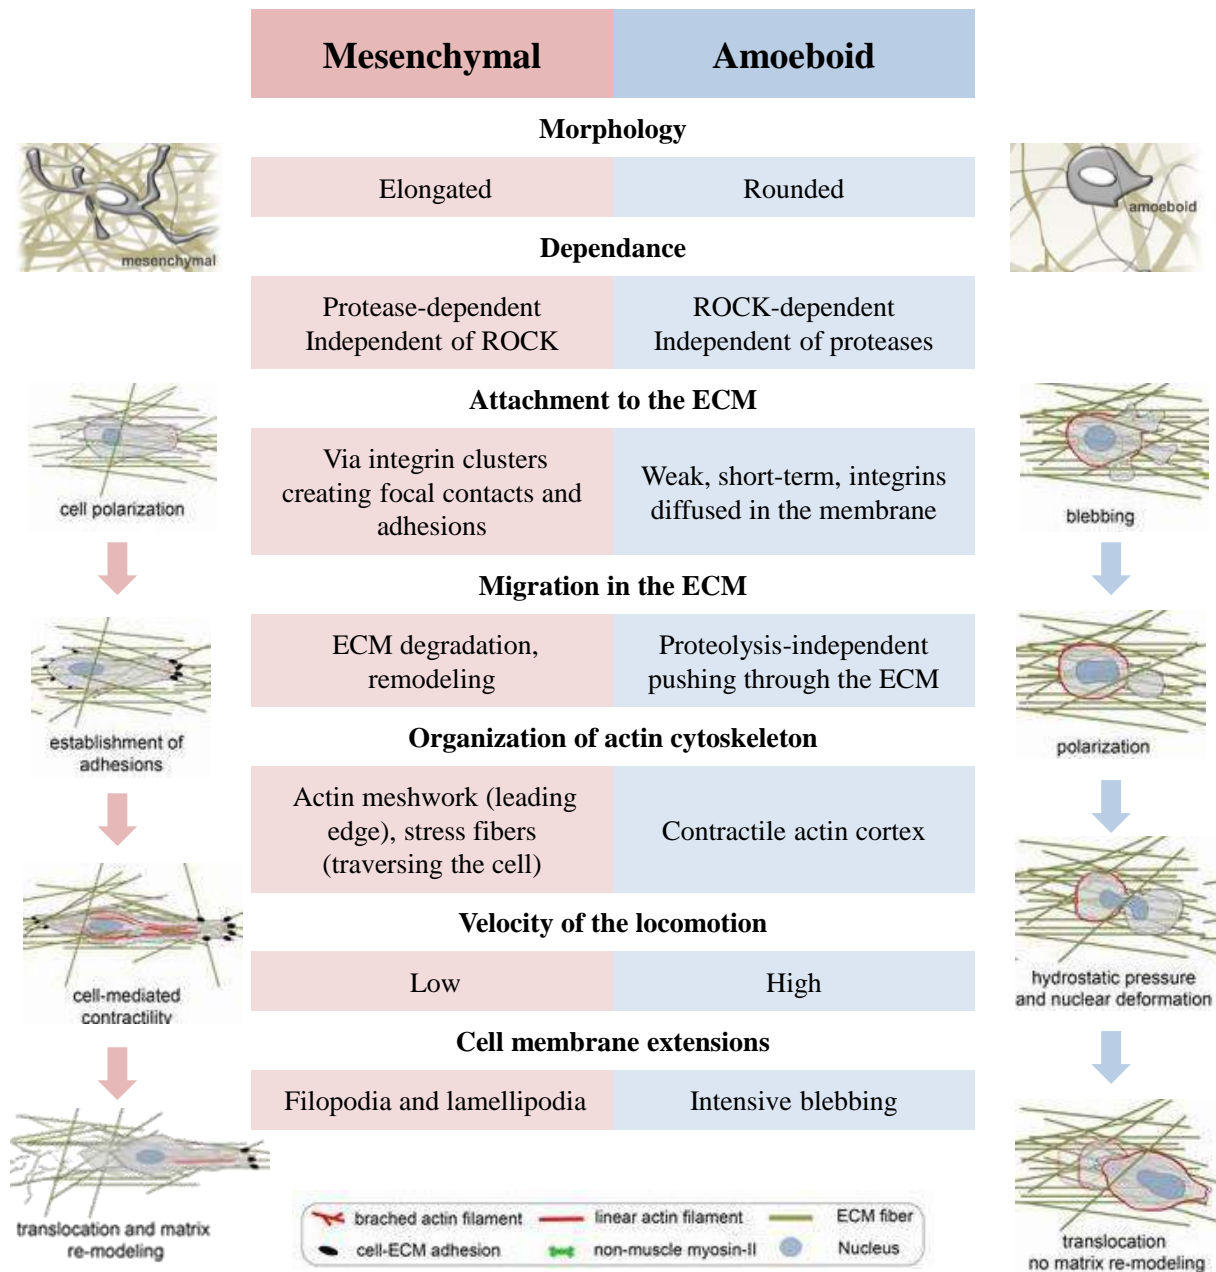 Mesenchymal
Amoeboid
Morphology
Elongated
Rounded
mesenchymal
amoeboid
Dependance
Protease-dependent
Independent of ROCK
ROCK-dependent
Independent of proteases
Attachment to the ECM
Via integrin clusters
creating focal contacts and
adhesions
Weak, short-term, integrins
diffused in the membrane
cell polarization
blebbing
Migration in the ECM
ECM degradation,
remodeling
Proteolysis-independent
pushing through the ECM
establishment of
adhesions
polarization
Organization of actin cytoskeleton
Actin meshwork (leading
edge), stress fibers
(traversing the cell)
Contractile actin cortex
Velocity of the locomotion
Low
High
cell-mediated
contractility
hydrostatic pressure
and nuclear deformation
Cell membrane extensions
Filopodia and lamellipodia
Intensive blebbing
translocation and matrix
re-modeling
translocation
no matrix re-modeling
brached actin filament
linear actin filament
ECM fiber
cell-ECM adhesion
non-muscle myosin-II
Nucleus